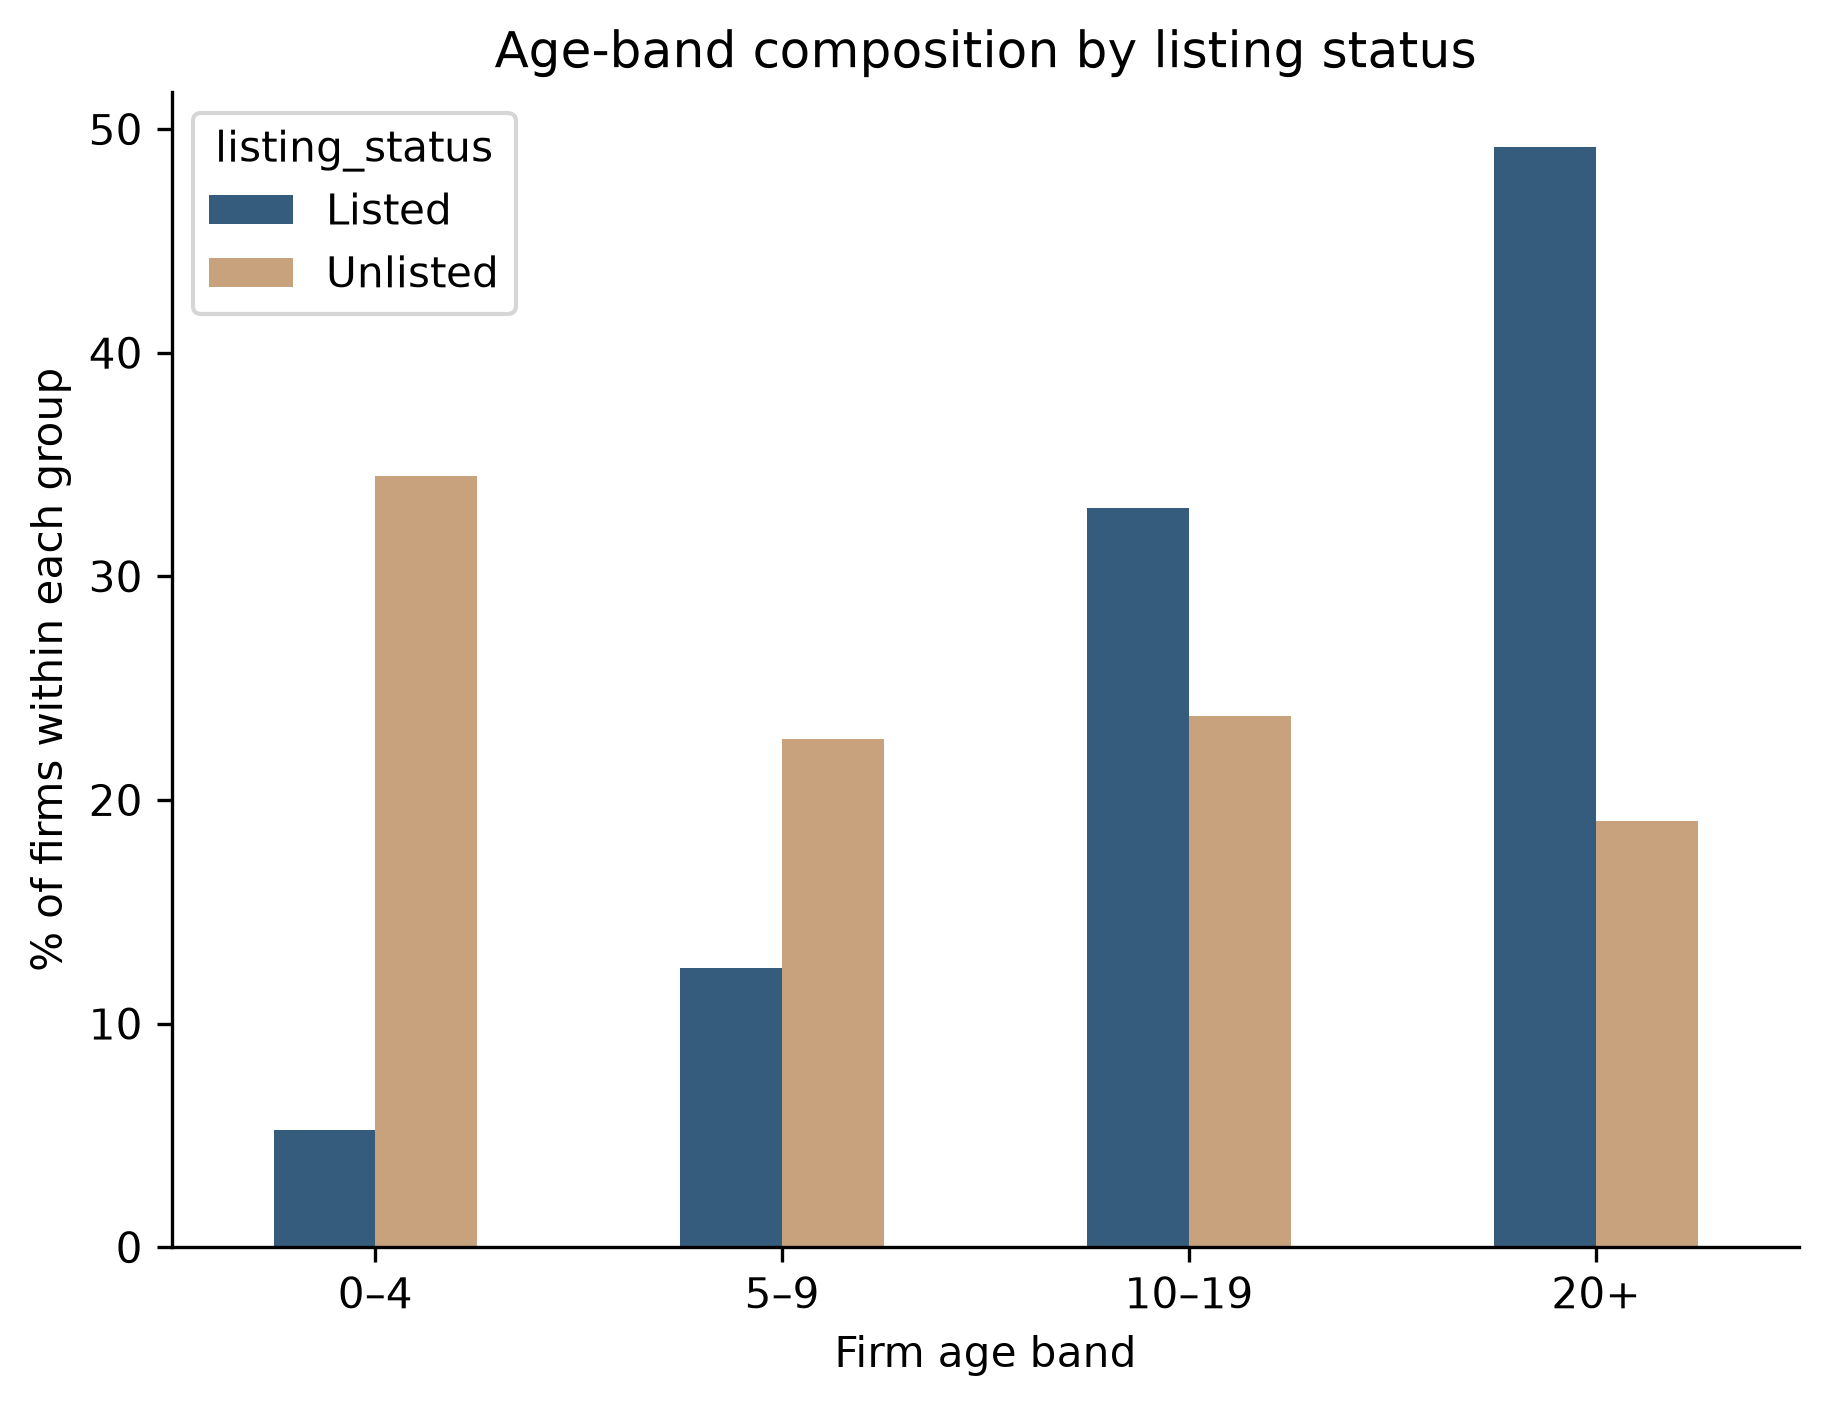 Age-band composition by listing status
listing_status
Listed
Unlisted
% of firms within each group
50
40
30
20
10
0
0–4
5–9
10–19
20+
Firm age band